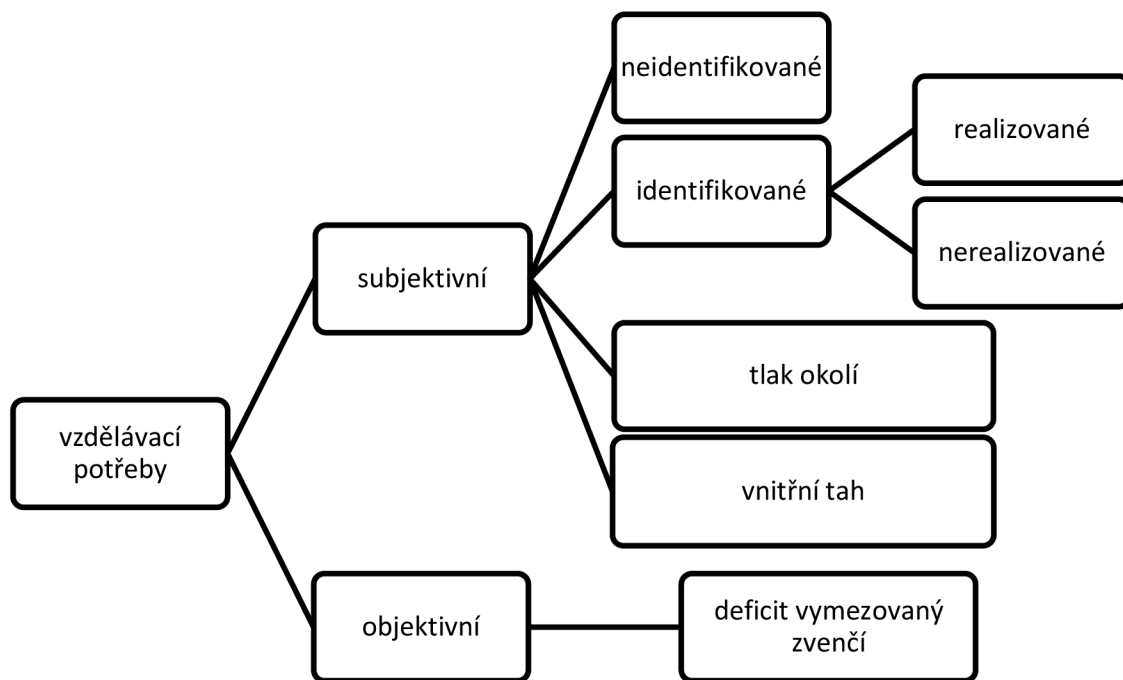 neidentifikované
realizované
identifikované
nerealizované
subjektivní
tlak okolí
vzdělávací
potřeby
vnitřní tah
objektivní
deficit vymezovaný
zvenčí